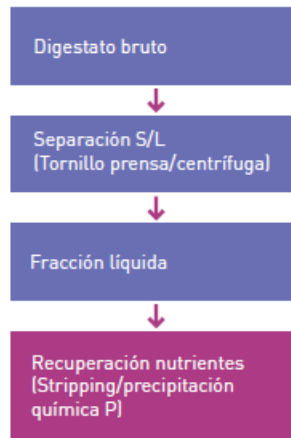 Digestato bruto
Separación S/L
(Tornillo prensa/centrífuga)
Fracción líquida
Recuperación nutrientes
(Stripping/precipitación
química P)